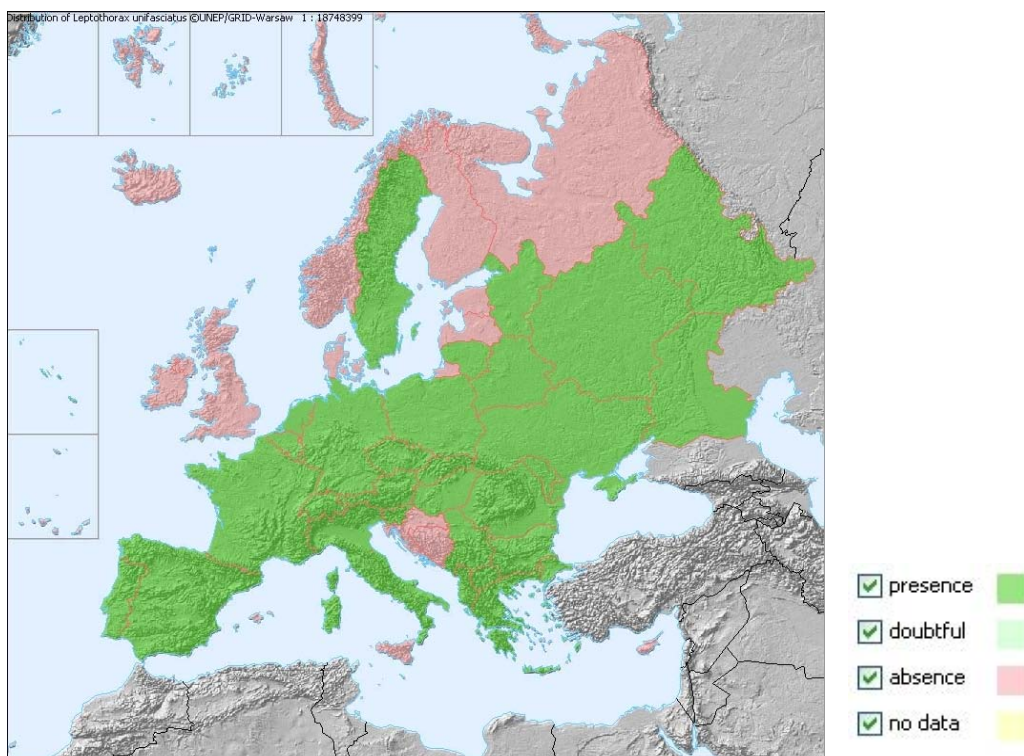 Distribution of Leptothorax unifasciatus ©UNEP/GRID-Warsaw 1 : 18748399
presence
doubtful
absence
no data